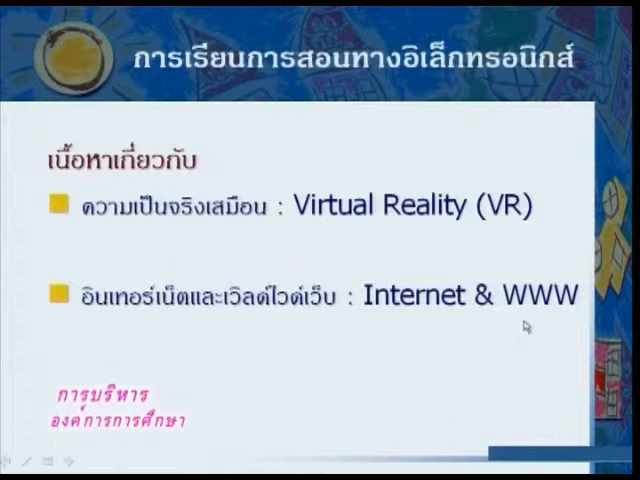 การเรียนการสอนทางอิเล็กทรอนิกส์
เนื้อหาเกี่ยวกับ
ความเป็นจริงเสมือน : Virtual Reality (VR)
อินเทอร์เน็ตและเวิลด์ไวด์เว็บ : Internet & WWW
การบริหาร
องค์การการศึกษา